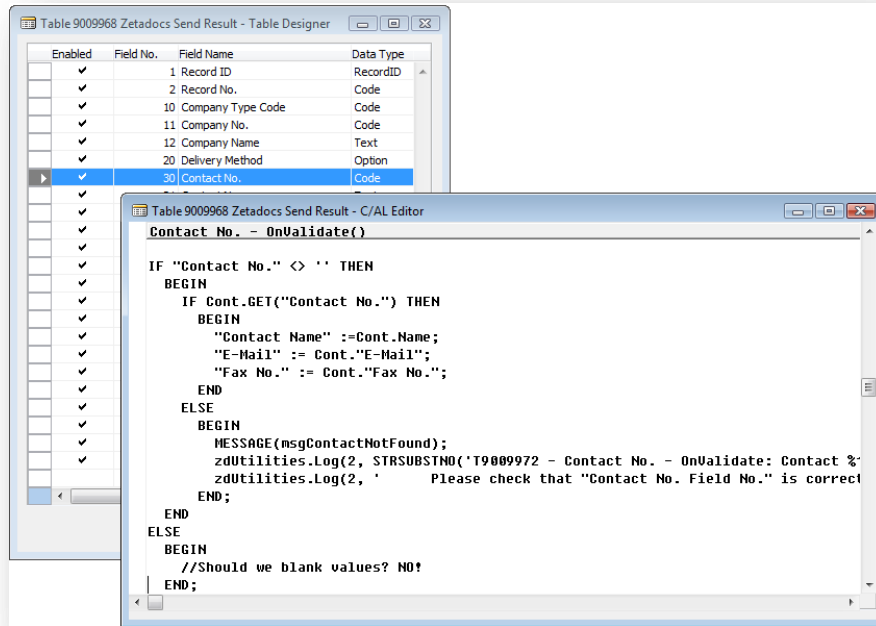 Table 9009968 Zetadocs Send Result - Table Designer
Enabled Field No. Field Name Data Type
1 Record ID RecordID
2 Record No. Code
10 Company Type Code Code
11 Company No. Code
12 Company Name Text
20 Delivery Method Option
30 Contact No. Code
Table 9009968 Zetadocs Send Result - C/AL Editor
Contact No. - OnValidate()
IF "Contact No." <> '' THEN
BEGIN
IF Cont.GET("Contact No.") THEN
BEGIN
"Contact Name" :=Cont.Name;
"E-Mail" := Cont."E-Mail";
"Fax No." := Cont."Fax No.";
END
ELSE
BEGIN
MESSAGE(msgContactNotFound);
zdUtilities.Log(2, STRSUBSTNO('T9009972 - Contact No. - OnValidate: Contact %
zdUtilities.Log(2, '      Please check that "Contact No. Field No." is correct
END;
END
ELSE
BEGIN
//Should we blank values? NO!
END;